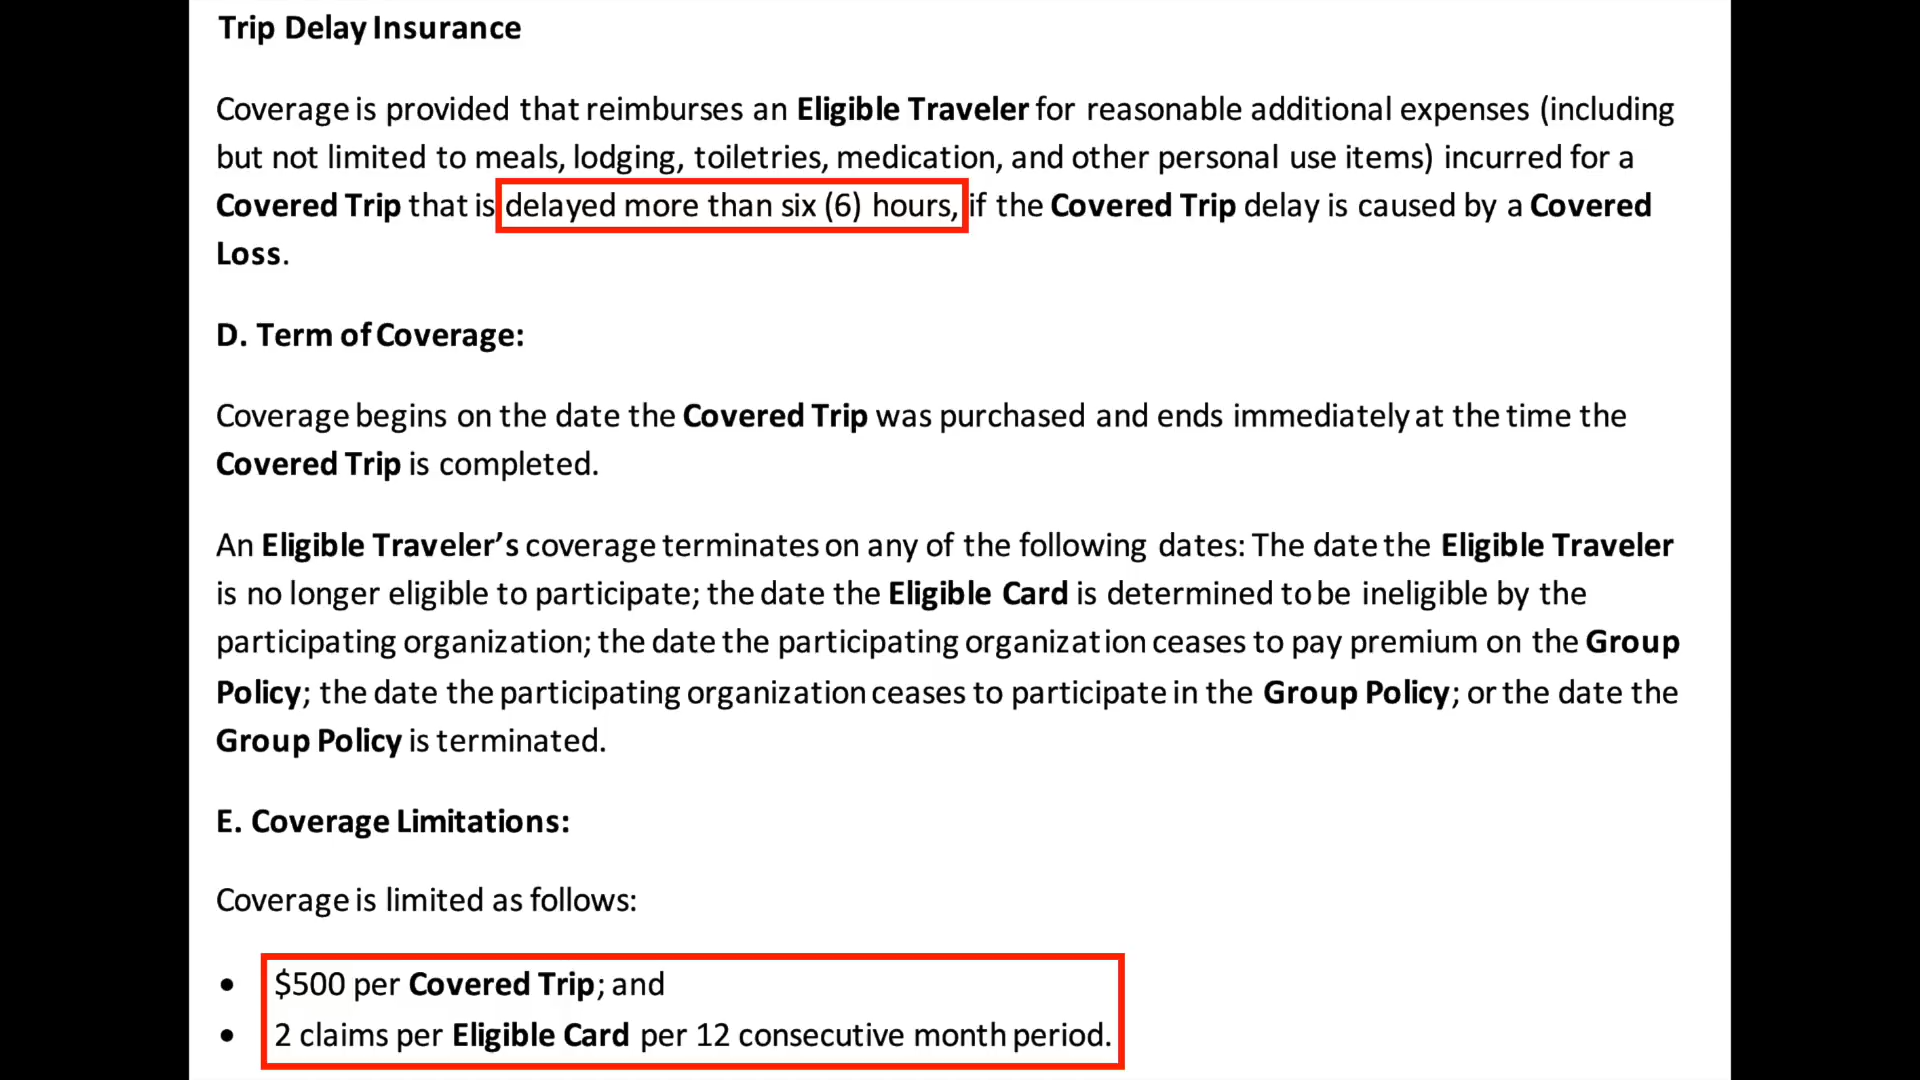 Trip Delay Insurance
Coverage is provided that reimburses an Eligible Traveler for reasonable additional expenses (including
but not limited to meals, lodging, toiletries, medication, and other personal use items) incurred for a
Covered Trip that is delayed more than six (6) hours, if the Covered Trip delay is caused by a Covered
Loss.
D. Term of Coverage:
Coverage begins on the date the Covered Trip was purchased and ends immediately at the time the
Covered Trip is completed.
An Eligible Traveler’s coverage terminates on any of the following dates: The date the Eligible Traveler
is no longer eligible to participate; the date the Eligible Card is determined to be ineligible by the
participating organization; the date the participating organization ceases to pay premium on the Group
Policy; the date the participating organization ceases to participate in the Group Policy; or the date the
Group Policy is terminated.
E. Coverage Limitations:
Coverage is limited as follows:
• $500 per Covered Trip; and
• 2 claims per Eligible Card per 12 consecutive month period.